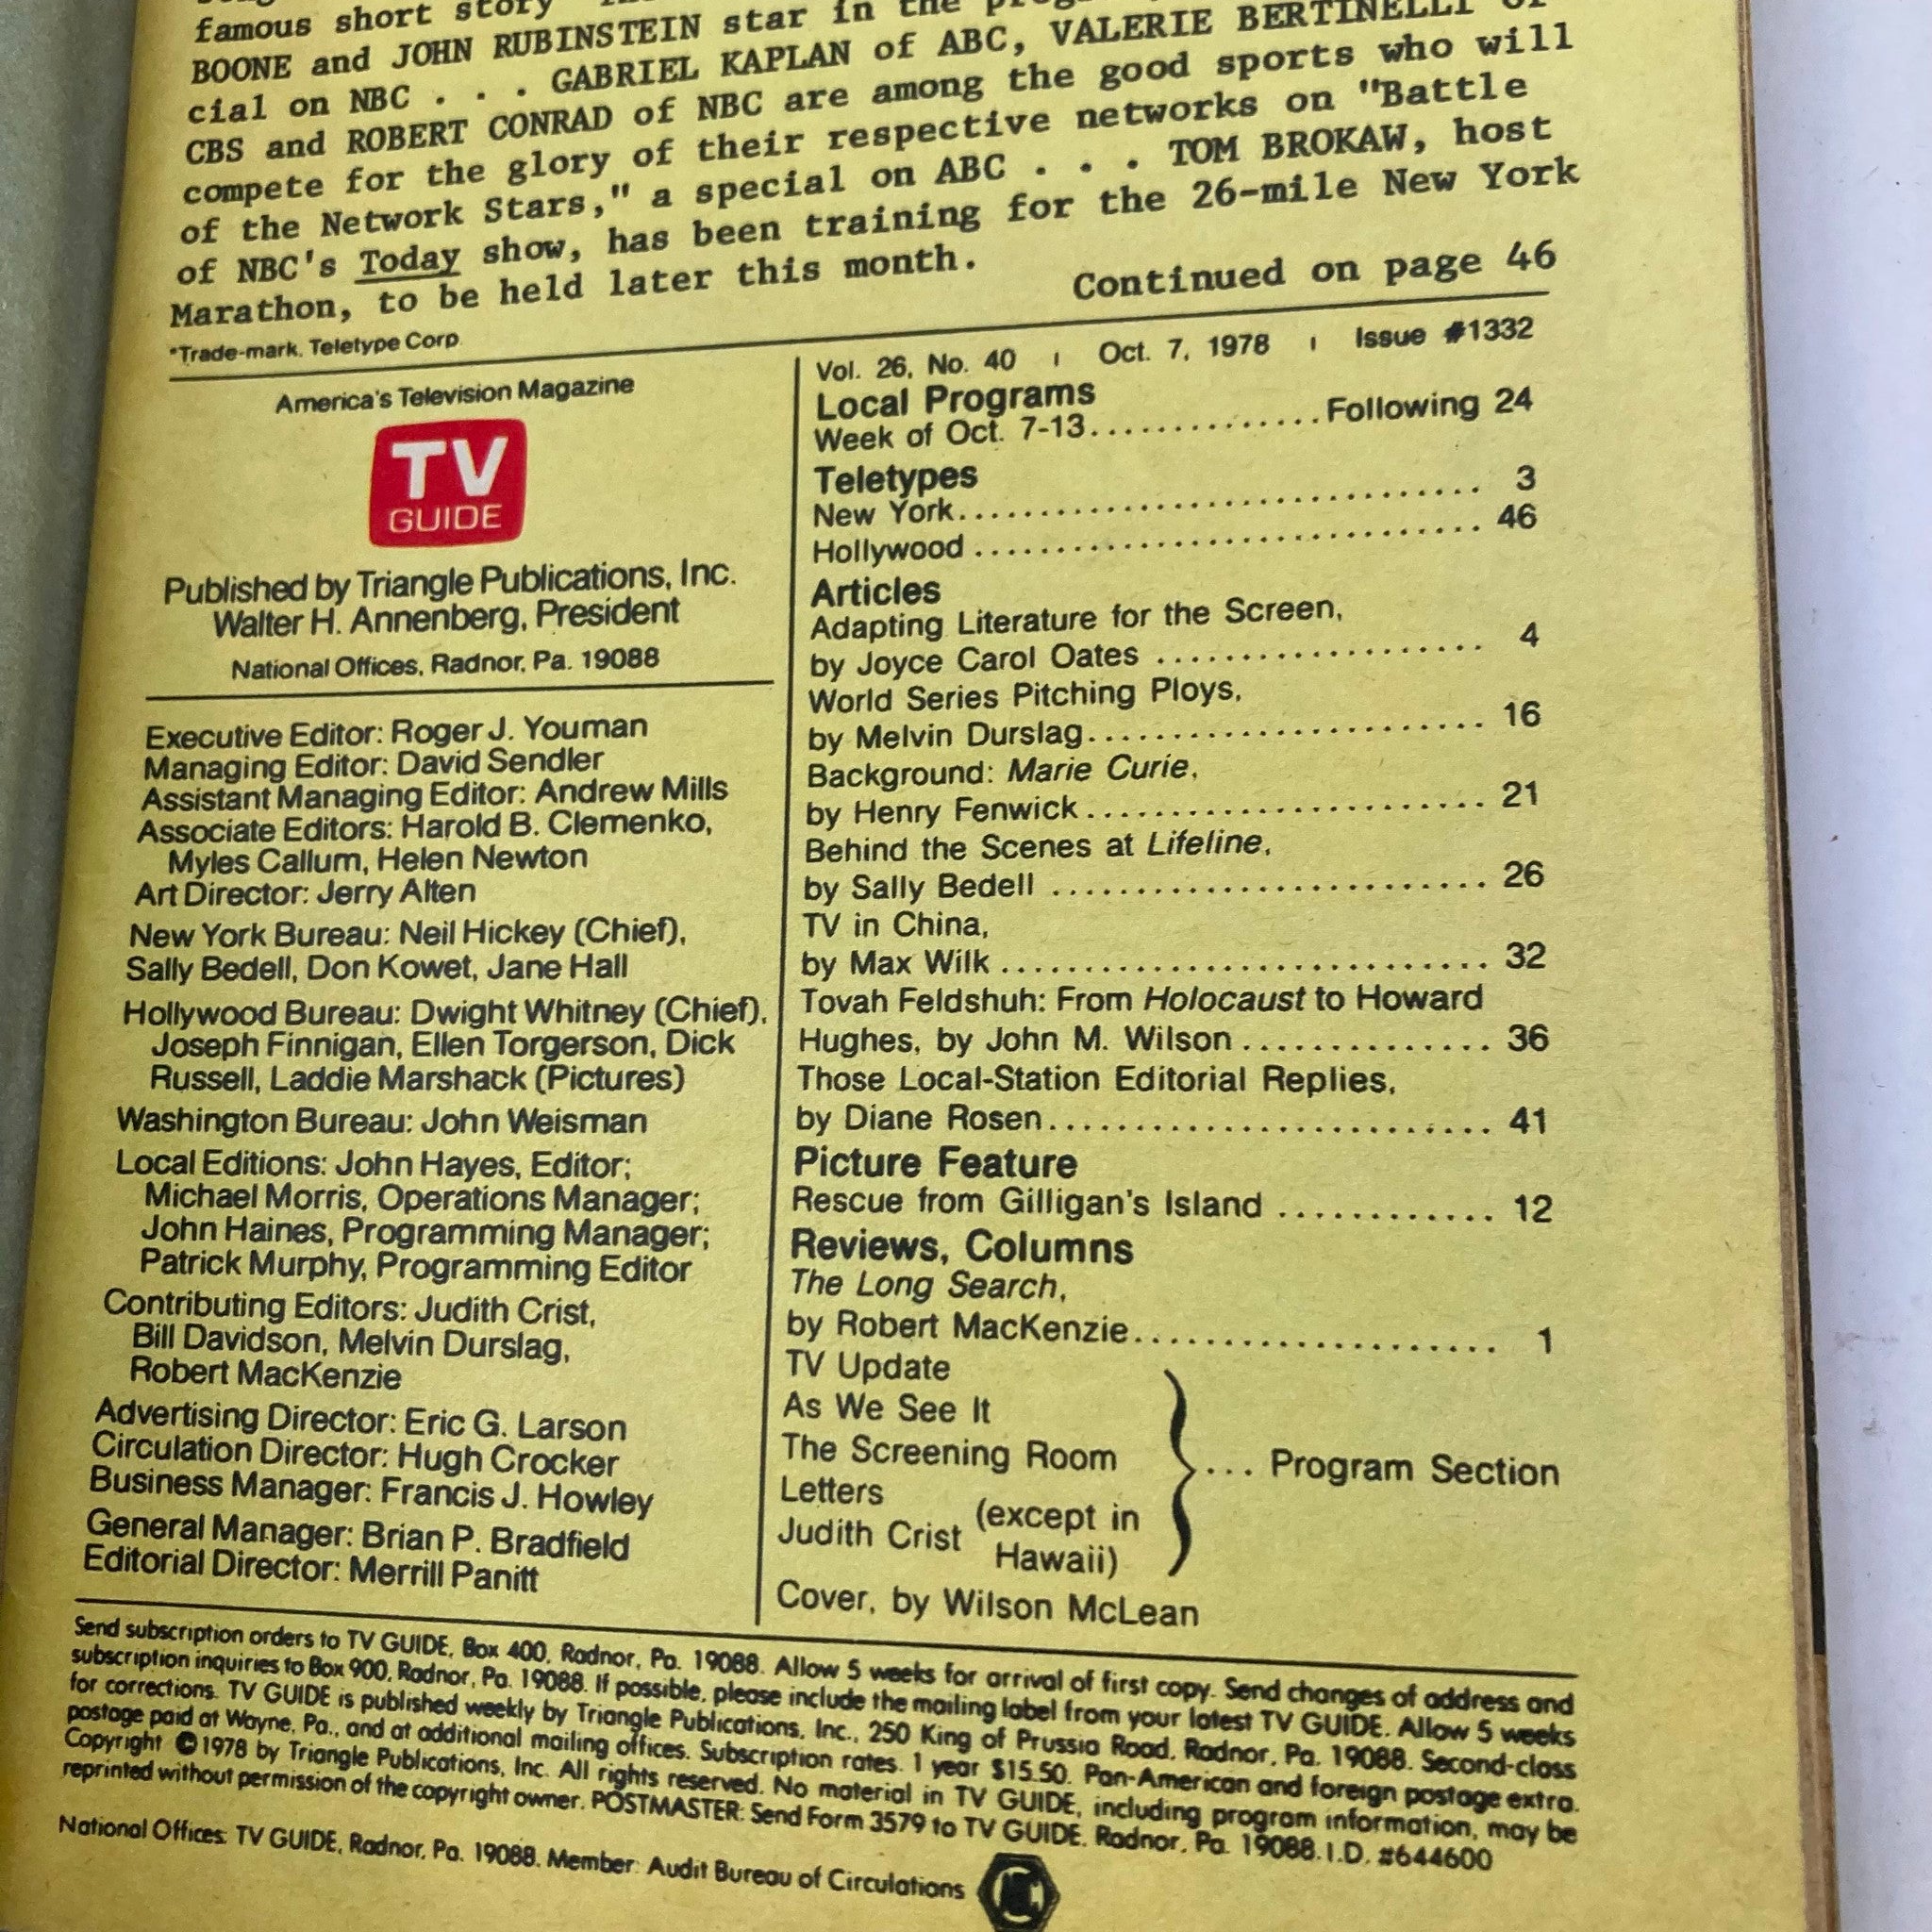 famous short story
BOONE and JOHN RUBINSTEIN star in the
cial on NBC . . . GABRIEL KAPLAN of ABC, VALERIE BERTINELLI of
CBS and ROBERT CONRAD of NBC are among the good sports who will
compete for the glory of their respective networks on "Battle
of the Network Stars," a special on ABC . . . TOM BROKAW, host
of NBC's Today show, has been training for the 26-mile New York
Marathon, to be held later this month.
Continued on page 46
*Trade-mark, Teletype Corp.
America's Television Magazine
TV
GUIDE
Published by Triangle Publications, Inc.
Walter H. Annenberg, President
National Offices, Radnor, Pa. 19088
Executive Editor: Roger J. Youman
Managing Editor: David Sendler
Assistant Managing Editor: Andrew Mills
Associate Editors: Harold B. Clemenko,
Myles Callum, Helen Newton
Art Director: Jerry Alten
New York Bureau: Neil Hickey (Chief),
Sally Bedell, Don Kowet, Jane Hall
Hollywood Bureau: Dwight Whitney (Chief),
Joseph Finnigan, Ellen Torgerson, Dick
Russell, Laddie Marshack (Pictures)
Washington Bureau: John Weisman
Local Editions: John Hayes, Editor;
Michael Morris, Operations Manager;
John Haines, Programming Manager;
Patrick Murphy, Programming Editor
Contributing Editors: Judith Crist,
Bill Davidson, Melvin Durslag,
Robert MacKenzie
Advertising Director: Eric G. Larson
Circulation Director: Hugh Crocker
Business Manager: Francis J. Howley
General Manager: Brian P. Bradfield
Editorial Director: Merrill Panitt
Vol. 26, No. 40 | Oct. 7, 1978 | Issue #1332
Local Programs
Week of Oct. 7-13..............Following 24
Teletypes
New York................................ 3
Hollywood ............................... 46
Articles
Adapting Literature for the Screen,
by Joyce Carol Oates .................... 4
World Series Pitching Ploys,
by Melvin Durslag........................ 16
Background: Marie Curie,
by Henry Fenwick........................ 21
Behind the Scenes at Lifeline,
by Sally Bedell .......................... 26
TV in China,
by Max Wilk ............................. 32
Tovah Feldshuh: From Holocaust to Howard
Hughes, by John M. Wilson ............... 36
Those Local-Station Editorial Replies,
by Diane Rosen.......................... 41
Picture Feature
Rescue from Gilligan's Island ............. 12
Reviews, Columns
The Long Search,
by Robert MacKenzie...................... 1
TV Update
As We See It
The Screening Room
... Program Section
Letters
Judith Crist (except in
Hawaii)
Cover, by Wilson McLean
Send subscription orders to TV GUIDE, Box 400, Radnor, Pa. 19088. Allow 5 weeks for arrival of first copy. Send changes of address and
subscription inquiries to Box 900, Radnor, Pa. 19088. If possible, please include the mailing label from your latest TV GUIDE. Allow 5 weeks
for corrections. TV GUIDE is published weekly by Triangle Publications, Inc., 250 King of Prussia Road, Radnor, Pa. 19088. Second-class
postage paid at Wayne, Pa., and at additional mailing offices. Subscription rates: 1 year $15.50. Pan-American and foreign postage extra.
Copyright © 1978 by Triangle Publications, Inc. All rights reserved. No material in TV GUIDE, including program information, may be
reprinted without permission of the copyright owner. POSTMASTER: Send Form 3579 to TV GUIDE, Radnor, Pa. 19088. I.D. #644600
National Offices: TV GUIDE, Radnor, Pa. 19088. Member: Audit Bureau of Circulations